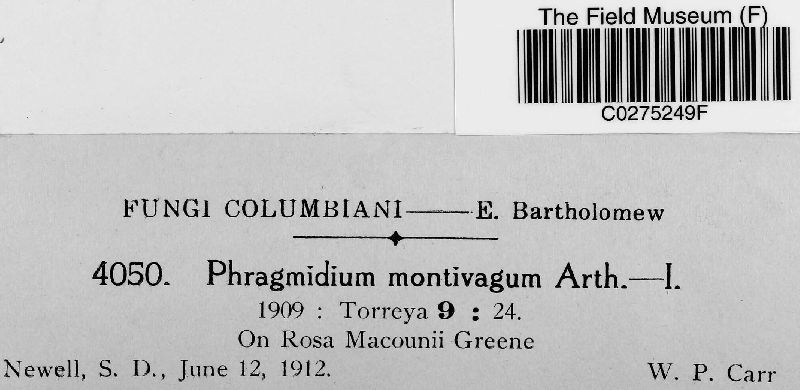 The Field Museum (F)
C0275249F
FUNGI COLUMBIANI—E. Bartholomew
4050. Phragmidium montivagum Arth.—I.
1909 : Torreya 9 : 24.
On Rosa Macounii Greene
Newell, S. D., June 12, 1912. W. P. Carr